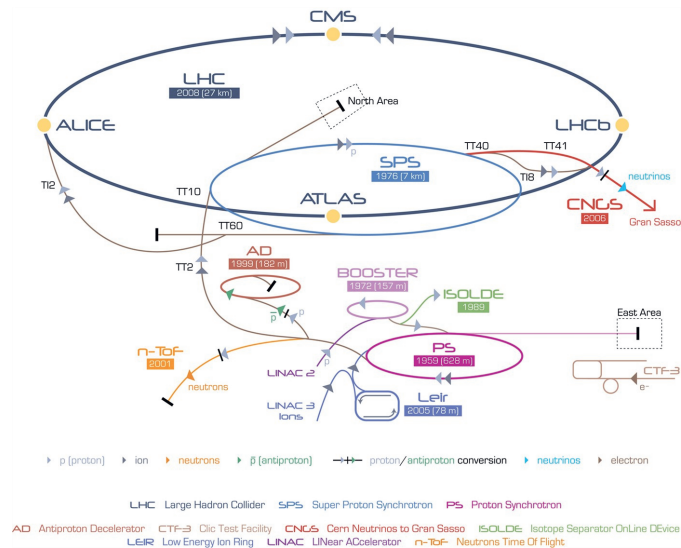 CMS
LHC
2008 (27 km)
North Area
ALICE
LHCb
TT40
TT41
SPS
1976 (7 km)
TI8
neutrinos
TI2
TT10
CNGS
2006
Gran Sasso
ATLAS
TT60
AD
1999 (182 m)
TT2
BOOSTER
1972 (157 m)
ISOLDE
1989
East Area
p
p̅
p
p
n-ToF
2001
neutrons
LINAC 2
PS
1959 (628 m)
CTF-3
e-
LINAC 3
Ions
Leir
2005 (78 m)
p (proton) ion neutrons p̅ (antiproton) proton/antiproton conversion neutrinos electron
LHC Large Hadron Collider SPS Super Proton Synchrotron PS Proton Synchrotron
AD Antiproton Decelerator CTF-3 Clic Test Facility CNGS Cern Neutrinos to Gran Sasso ISOLDE Isotope Separator OnLine DEvice
LEIR Low Energy Ion Ring LINAC LINear ACcelerator n-ToF Neutrons Time Of Flight